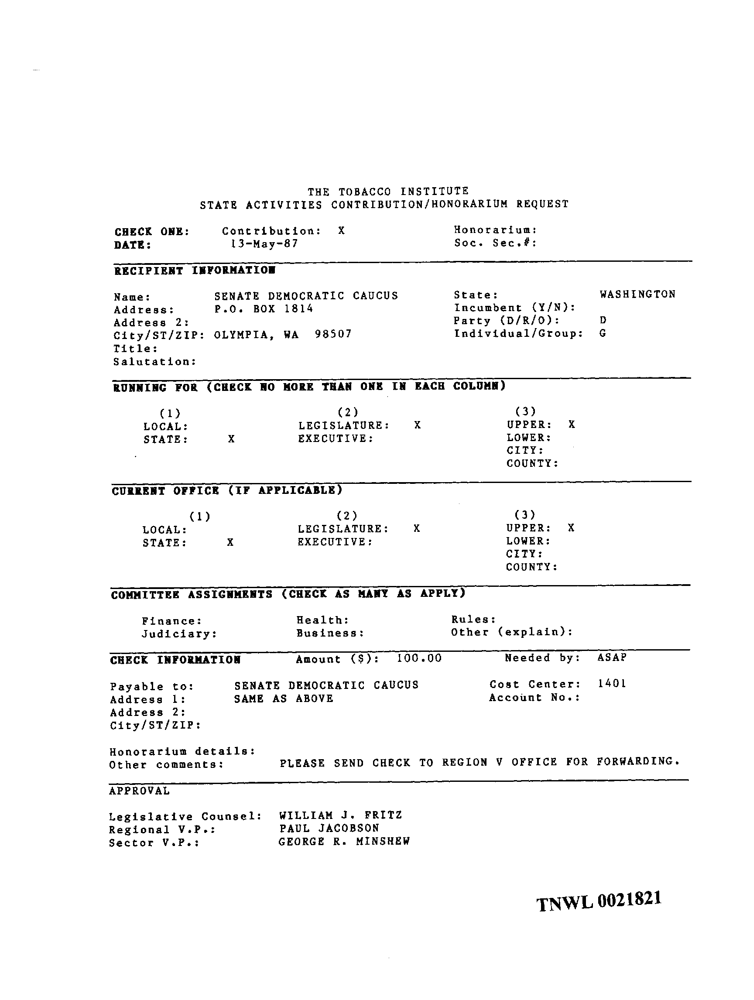 THE TOBACCO INSTITUTE
STATE ACTIVITIES CONTRIBUTION/HONORARIUM REQUEST
CHECK ONE: Contribution: X Honorarium:
DATE: 13-May-87 Soc. Sec.#:
RECIPIENT INFORMATION
Name: SENATE DEMOCRATIC CAUCUS State: WASHINGTON
Address: P.O. BOX 1814 Incumbent (Y/N):
Address 2: Party (D/R/O): D
City/ST/ZIP: OLYMPIA, WA 98507 Individual/Group: G
Title:
Salutation:
RUNNING FOR (CHECK NO MORE THAN ONE IN EACH COLUMN)
(1) (2) (3)
LOCAL: LEGISLATURE: X UPPER: X
STATE: X EXECUTIVE: LOWER:
CITY:
COUNTY:
CURRENT OFFICE (IF APPLICABLE)
(1) (2) (3)
LOCAL: LEGISLATURE: X UPPER: X
STATE: X EXECUTIVE: LOWER:
CITY:
COUNTY:
COMMITTEE ASSIGNMENTS (CHECK AS MANY AS APPLY)
Finance: Health: Rules:
Judiciary: Business: Other (explain):
CHECK INFORMATION Amount ($): 100.00 Needed by: ASAP
Payable to: SENATE DEMOCRATIC CAUCUS Cost Center: 1401
Address 1: SAME AS ABOVE Account No.:
Address 2:
City/ST/ZIP:
Honorarium details:
Other comments: PLEASE SEND CHECK TO REGION V OFFICE FOR FORWARDING.
APPROVAL
Legislative Counsel: WILLIAM J. FRITZ
Regional V.P.: PAUL JACOBSON
Sector V.P.: GEORGE R. MINSHEW
TNWL 0021821